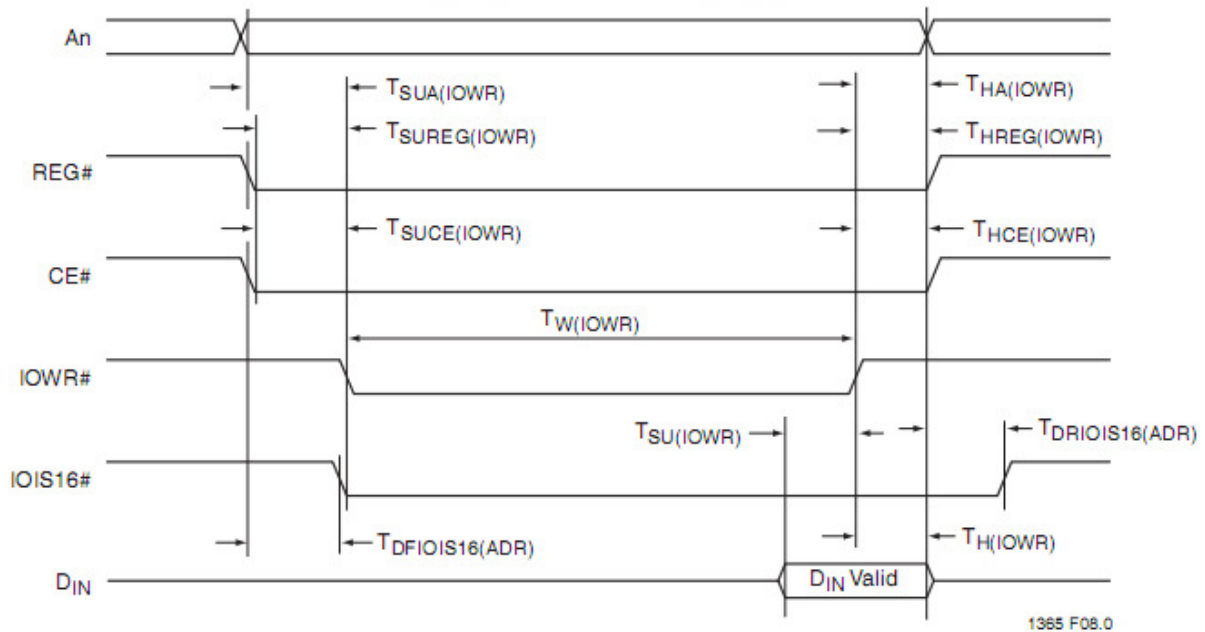 An
TSUA(IOWR)
THA(IOWR)
TSUREG(IOWR)
THREG(IOWR)
REG#
TSUCE(IOWR)
THCE(IOWR)
CE#
TW(IOWR)
IOWR#
TSU(IOWR)
TDRIOIS16(ADR)
IOIS16#
TDFIOIS16(ADR)
TH(IOWR)
DIN
DIN Valid
1365 F08.0